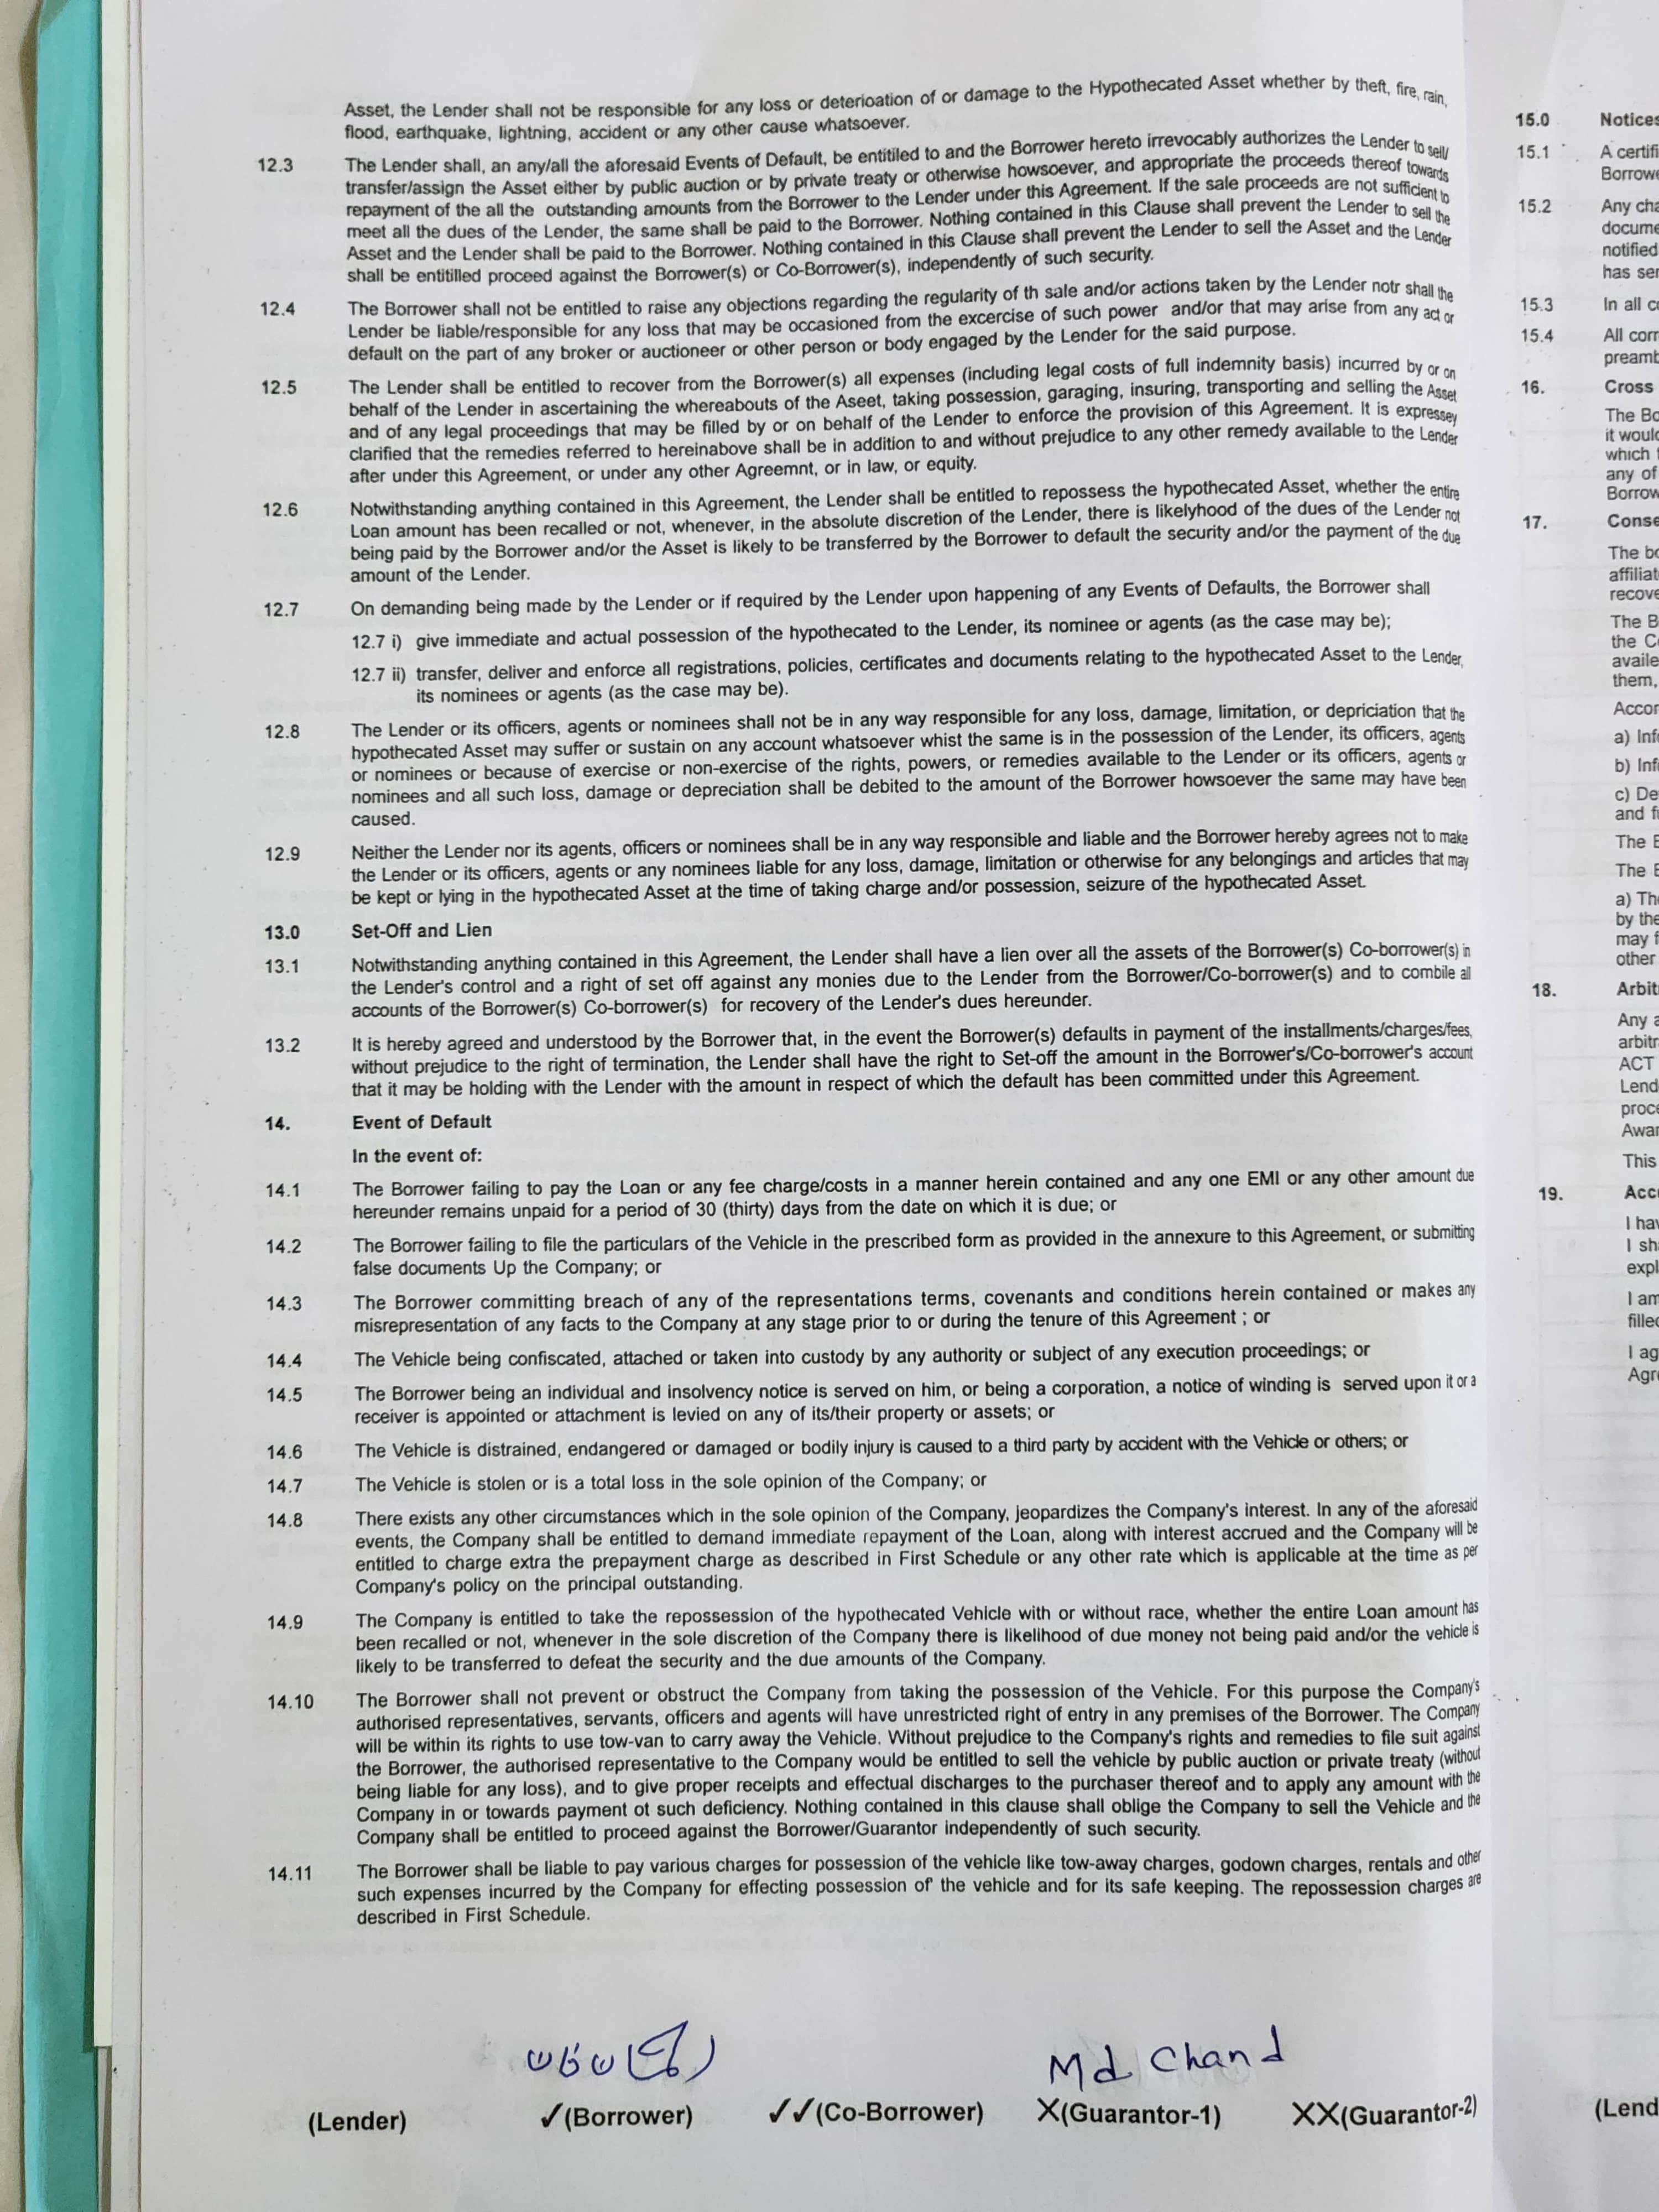 Asset, the Lender shall not be responsible for any loss or deterioation of or damage to the Hypothecated Asset whether by theft, fire, rain,
flood, earthquake, lightning, accident or any other cause whatsoever.
12.3 The Lender shall, an any/all the aforesaid Events of Default, be entitiled to and the Borrower hereto irrevocably authorizes the Lender to sell/
transfer/assign the Asset either by public auction or by private treaty or otherwise howsoever, and appropriate the proceeds thereof towards
repayment of the all the outstanding amounts from the Borrower to the Lender under this Agreement. If the sale proceeds are not sufficient to
meet all the dues of the Lender, the same shall be paid to the Borrower. Nothing contained in this Clause shall prevent the Lender to sell the
Asset and the Lender shall be paid to the Borrower. Nothing contained in this Clause shall prevent the Lender to sell the Asset and the Lender
shall be entitilled proceed against the Borrower(s) or Co-Borrower(s), independently of such security.
12.4 The Borrower shall not be entitled to raise any objections regarding the regularity of th sale and/or actions taken by the Lender notr shall the
Lender be liable/responsible for any loss that may be occasioned from the excercise of such power and/or that may arise from any act or
default on the part of any broker or auctioneer or other person or body engaged by the Lender for the said purpose.
12.5 The Lender shall be entitled to recover from the Borrower(s) all expenses (including legal costs of full indemnity basis) incurred by or on
behalf of the Lender in ascertaining the whereabouts of the Aseet, taking possession, garaging, insuring, transporting and selling the Asset
and of any legal proceedings that may be filled by or on behalf of the Lender to enforce the provision of this Agreement. It is expressey
clarified that the remedies referred to hereinabove shall be in addition to and without prejudice to any other remedy available to the Lender
after under this Agreement, or under any other Agreemnt, or in law, or equity.
12.6 Notwithstanding anything contained in this Agreement, the Lender shall be entitled to repossess the hypothecated Asset, whether the entire
Loan amount has been recalled or not, whenever, in the absolute discretion of the Lender, there is likelyhood of the dues of the Lender not
being paid by the Borrower and/or the Asset is likely to be transferred by the Borrower to default the security and/or the payment of the due
amount of the Lender.
12.7 On demanding being made by the Lender or if required by the Lender upon happening of any Events of Defaults, the Borrower shall
12.7 i) give immediate and actual possession of the hypothecated to the Lender, its nominee or agents (as the case may be);
12.7 ii) transfer, deliver and enforce all registrations, policies, certificates and documents relating to the hypothecated Asset to the Lender,
its nominees or agents (as the case may be).
12.8 The Lender or its officers, agents or nominees shall not be in any way responsible for any loss, damage, limitation, or depriciation that the
hypothecated Asset may suffer or sustain on any account whatsoever whist the same is in the possession of the Lender, its officers, agents
or nominees or because of exercise or non-exercise of the rights, powers, or remedies available to the Lender or its officers, agents or
nominees and all such loss, damage or depreciation shall be debited to the amount of the Borrower howsoever the same may have been
caused.
12.9 Neither the Lender nor its agents, officers or nominees shall be in any way responsible and liable and the Borrower hereby agrees not to make
the Lender or its officers, agents or any nominees liable for any loss, damage, limitation or otherwise for any belongings and articles that may
be kept or lying in the hypothecated Asset at the time of taking charge and/or possession, seizure of the hypothecated Asset.
13.0 Set-Off and Lien
13.1 Notwithstanding anything contained in this Agreement, the Lender shall have a lien over all the assets of the Borrower(s) Co-borrower(s) in
the Lender's control and a right of set off against any monies due to the Lender from the Borrower/Co-borrower(s) and to combile all
accounts of the Borrower(s) Co-borrower(s) for recovery of the Lender's dues hereunder.
13.2 It is hereby agreed and understood by the Borrower that, in the event the Borrower(s) defaults in payment of the installments/charges/fees,
without prejudice to the right of termination, the Lender shall have the right to Set-off the amount in the Borrower's/Co-borrower's account
that it may be holding with the Lender with the amount in respect of which the default has been committed under this Agreement.
14. Event of Default
In the event of:
14.1 The Borrower failing to pay the Loan or any fee charge/costs in a manner herein contained and any one EMI or any other amount due
hereunder remains unpaid for a period of 30 (thirty) days from the date on which it is due; or
14.2 The Borrower failing to file the particulars of the Vehicle in the prescribed form as provided in the annexure to this Agreement, or submitting
false documents Up the Company; or
14.3 The Borrower committing breach of any of the representations terms, covenants and conditions herein contained or makes any
misrepresentation of any facts to the Company at any stage prior to or during the tenure of this Agreement ; or
14.4 The Vehicle being confiscated, attached or taken into custody by any authority or subject of any execution proceedings; or
14.5 The Borrower being an individual and insolvency notice is served on him, or being a corporation, a notice of winding is served upon it or a
receiver is appointed or attachment is levied on any of its/their property or assets; or
14.6 The Vehicle is distrained, endangered or damaged or bodily injury is caused to a third party by accident with the Vehicle or others; or
14.7 The Vehicle is stolen or is a total loss in the sole opinion of the Company; or
14.8 There exists any other circumstances which in the sole opinion of the Company, jeopardizes the Company's interest. In any of the aforesaid
events, the Company shall be entitled to demand immediate repayment of the Loan, along with interest accrued and the Company will be
entitled to charge extra the prepayment charge as described in First Schedule or any other rate which is applicable at the time as per
Company's policy on the principal outstanding.
14.9 The Company is entitled to take the repossession of the hypothecated Vehicle with or without race, whether the entire Loan amount has
been recalled or not, whenever in the sole discretion of the Company there is likelihood of due money not being paid and/or the vehicle is
likely to be transferred to defeat the security and the due amounts of the Company.
14.10 The Borrower shall not prevent or obstruct the Company from taking the possession of the Vehicle. For this purpose the Company's
authorised representatives, servants, officers and agents will have unrestricted right of entry in any premises of the Borrower. The Company
will be within its rights to use tow-van to carry away the Vehicle. Without prejudice to the Company's rights and remedies to file suit against
the Borrower, the authorised representative to the Company would be entitled to sell the vehicle by public auction or private treaty (without
being liable for any loss), and to give proper receipts and effectual discharges to the purchaser thereof and to apply any amount with the
Company in or towards payment ot such deficiency. Nothing contained in this clause shall oblige the Company to sell the Vehicle and the
Company shall be entitled to proceed against the Borrower/Guarantor independently of such security.
14.11 The Borrower shall be liable to pay various charges for possession of the vehicle like tow-away charges, godown charges, rentals and other
such expenses incurred by the Company for effecting possession of the vehicle and for its safe keeping. The repossession charges are
described in First Schedule.
Md Chand
(Lender) ✓(Borrower) ✓✓(Co-Borrower) X(Guarantor-1) XX(Guarantor-2)
15.0 Notices
15.1 A certifi
Borrowe
15.2 Any cha
docume
notified
has ser
15.3 In all c
15.4 All corr
preamb
16. Cross
The Bo
it would
which
any of
Borrow
17. Conse
The bo
affiliat
recove
The B
the C
availe
them,
Accor
a) Inf
b) Inf
c) De
and f
The B
The B
a) Th
by the
may f
other
18. Arbit
Any a
arbitr
ACT
Lend
proce
Awar
This
19. Acc
I hav
I sh
expl
I am
filled
I ag
Agr
(Lend